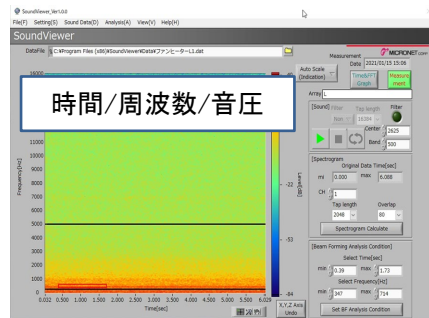 SoundViewer_Ver1.0.0
File(F) Setting(S) Sound Data(D) Analysis(A) View(V) Help(H)
SoundViewer
DataFile C:¥Program Files (x86)¥SoundViewer¥Data¥ファンヒーターL1.dat
MICRONET.com
Measurement
Date 2021/01/15 15:06
Auto Scale
(Indication)
Time&FFT
Graph
Measure
ment
Array L
[Sound]
Filter
Tap length
Filter
Non
16384
Center 2625
Band 500
時間/周波数/音圧
16000
11000
10000
9000
8000
7000
6000
5000
4000
3000
2000
1000
0
Frequency[Hz]
0.032 0.500 1.000 1.500 2.000 2.500 3.000 3.500 4.000 4.500 5.000 5.500 6.029
Time[sec]
-22
-53
-84
Level[dB]
X,Y,Z Axis
Undo
[Spectrogram
Original Data Time[sec]
mi 0.000 max 6.088
CH 1
Tap length
Overlap
2048
80
Spectrogram Calculate
[Beam Forming Analysis Condition]
Select Time[sec]
min 0.39 max 1.73
Select Frequency[Hz]
min 347 max 714
Set BF Analysis Condition